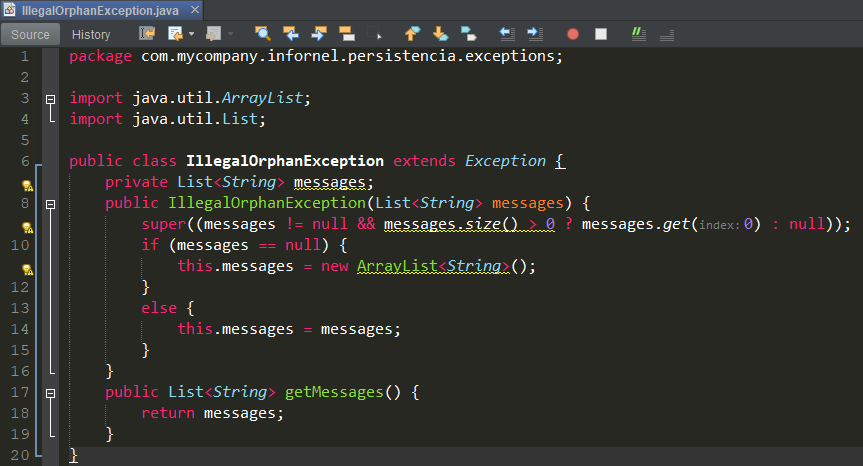 IllegalOrphanException.java
Source History
1 package com.mycompany.infornel.persistencia.exceptions;
2
3 import java.util.ArrayList;
4 import java.util.List;
5
6 public class IllegalOrphanException extends Exception {
private List<String> messages;
8 public IllegalOrphanException(List<String> messages) {
super((messages != null && messages.size() > 0 ? messages.get(index:0) : null));
10 if (messages == null) {
this.messages = new ArrayList<String>();
12 }
13 else {
14 this.messages = messages;
15 }
16 }
17 public List<String> getMessages() {
18 return messages;
19 }
20 }